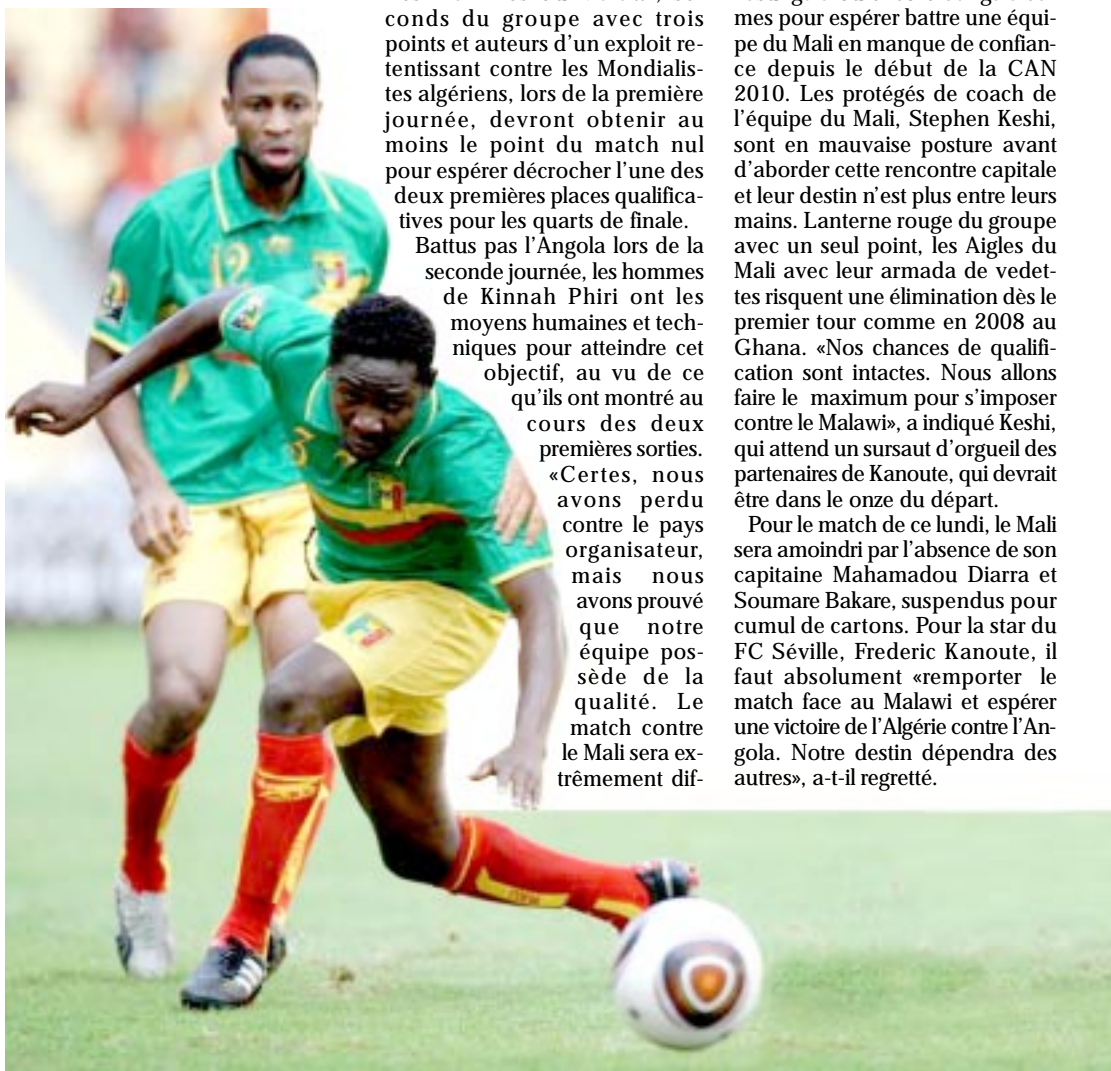 conds du groupe avec trois
points et auteurs d'un exploit re-
tentissant contre les Mondialis-
tes algériens, lors de la première
journée, devront obtenir au
moins le point du match nul
pour espérer décrocher l'une des
deux premières places qualifica-
tives pour les quarts de finale.
Battus pas l'Angola lors de la
seconde journée, les hommes
de Kinnah Phiri ont les
moyens humaines et tech-
niques pour atteindre cet
objectif, au vu de ce
qu'ils ont montré au
cours des deux
premières sorties.
«Certes, nous
avons perdu
contre le pays
organisateur,
mais nous
avons prouvé
que notre
équipe pos-
sède de la
qualité. Le
match contre
le Mali sera ex-
trêmement dif-
mes pour espérer battre une équi-
pe du Mali en manque de confian-
ce depuis le début de la CAN
2010. Les protégés de coach de
l'équipe du Mali, Stephen Keshi,
sont en mauvaise posture avant
d'aborder cette rencontre capitale
et leur destin n'est plus entre leurs
mains. Lanterne rouge du groupe
avec un seul point, les Aigles du
Mali avec leur armada de vedet-
tes risquent une élimination dès le
premier tour comme en 2008 au
Ghana. «Nos chances de qualifi-
cation sont intactes. Nous allons
faire le maximum pour s'imposer
contre le Malawi», a indiqué Keshi,
qui attend un sursaut d'orgueil des
partenaires de Kanoute, qui devrait
être dans le onze du départ.
Pour le match de ce lundi, le Mali
sera amoindri par l'absence de son
capitaine Mahamadou Diarra et
Soumare Bakare, suspendus pour
cumul de cartons. Pour la star du
FC Séville, Frederic Kanoute, il
faut absolument «remporter le
match face au Malawi et espérer
une victoire de l'Algérie contre l'An-
gola. Notre destin dépendra des
autres», a-t-il regretté.
12
3